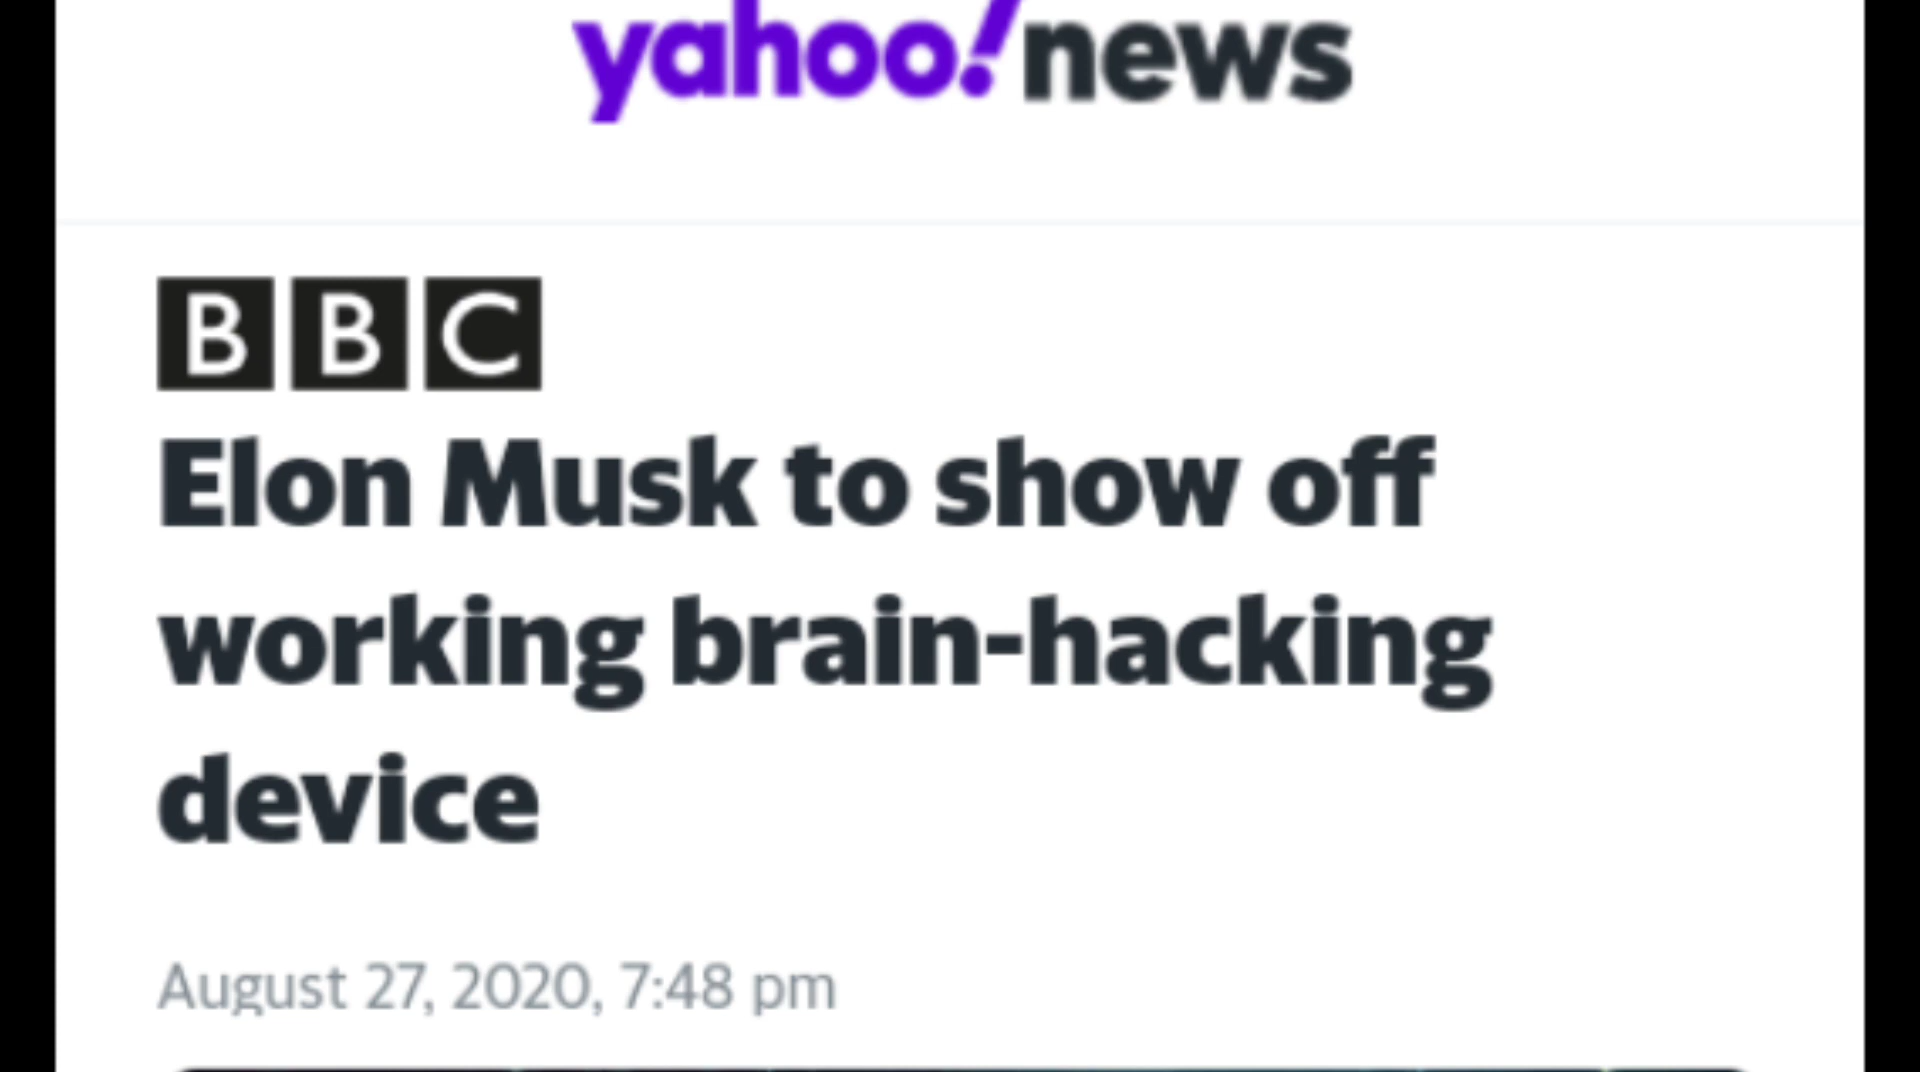 yahoo!news
BBC
Elon Musk to show off
working brain-hacking
device
August 27, 2020, 7:48 pm